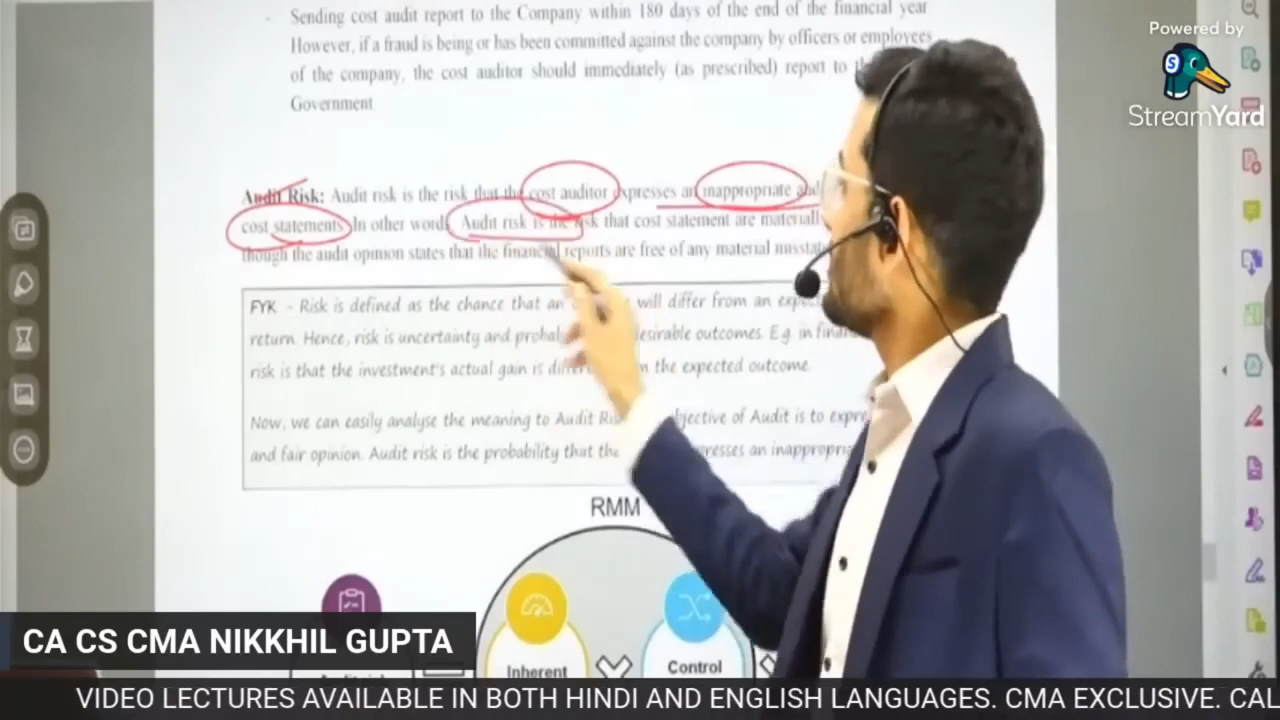 Powered by
StreamYard
- Sending cost audit report to the Company within 180 days of the end of the financial year
However, if a fraud is being or has been committed against the company by officers or employees
of the company, the cost auditor should immediately (as prescribed) report to
Government
Audit Risk: Audit risk is the risk that the cost auditor expresses an inappropriate
cost statements In other words Audit risk is the risk that cost statement are
though the audit opinion states that the financial reports are free of any material
FYK - Risk is defined as the chance that an will differ from an
return. Hence, risk is uncertainty and outcomes. E.g. in
risk is that the investment's actual gain is the expected outcome.
Now, we can easily analyse the meaning to Audit of Audit is to
and fair opinion. Audit risk is the probability that the an
RMM
Inherent
Control
CA CS CMA NIKKHIL GUPTA
VIDEO LECTURES AVAILABLE IN BOTH HINDI AND ENGLISH LANGUAGES. CMA EXCLUSIVE. CAL